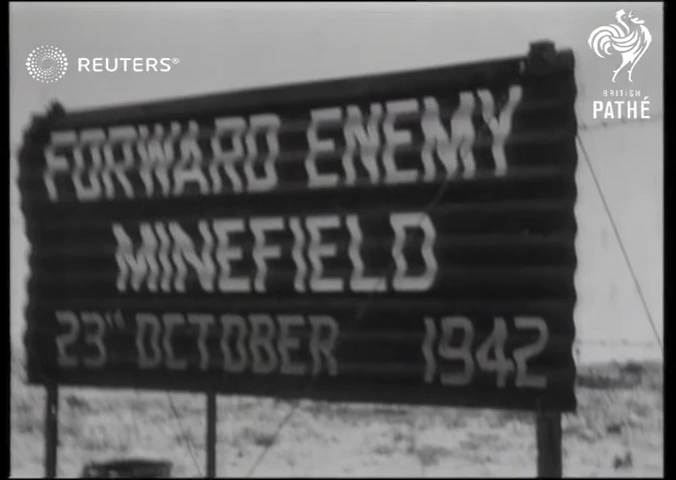 REUTERS®
BRITISH
PATHÉ
FORWARD ENEMY
MINEFIELD
23RD OCTOBER 1942